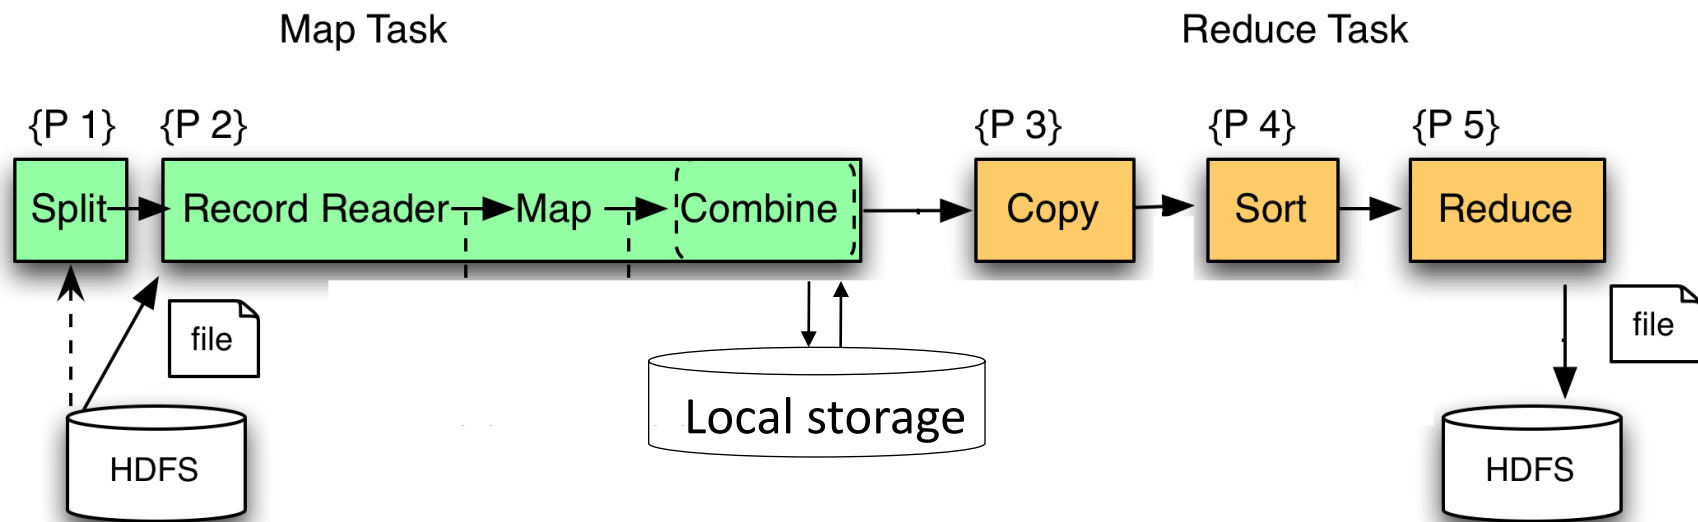 Map Task
Reduce Task
{P 1}
{P 2}
{P 3}
{P 4}
{P 5}
Split
Record Reader
Map
Combine
Copy
Sort
Reduce
file
file
Local storage
HDFS
HDFS